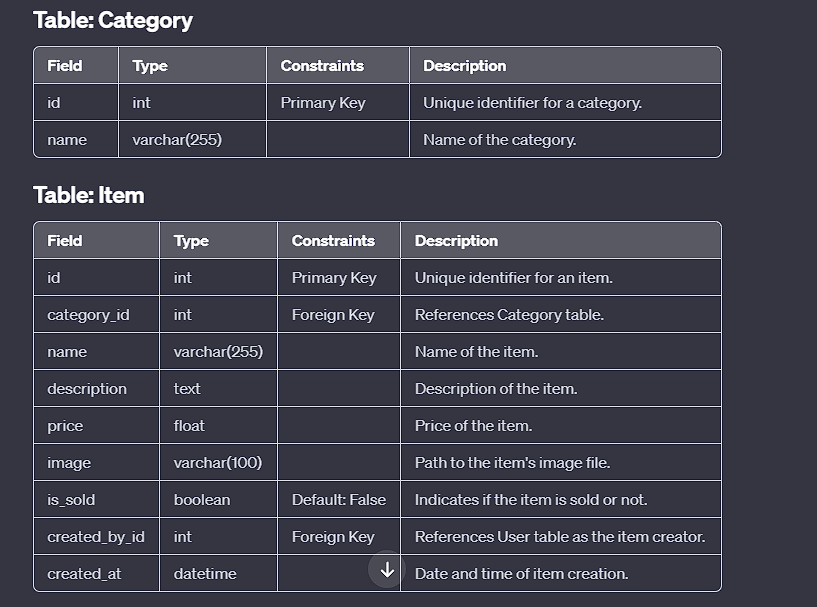 Table: Category
Field Type Constraints Description
id int Primary Key Unique identifier for a category.
name varchar(255) Name of the category.
Table: Item
Field Type Constraints Description
id int Primary Key Unique identifier for an item.
category_id int Foreign Key References Category table.
name varchar(255) Name of the item.
description text Description of the item.
price float Price of the item.
image varchar(100) Path to the item's image file.
is_sold boolean Default: False Indicates if the item is sold or not.
created_by_id int Foreign Key References User table as the item creator.
created_at datetime Date and time of item creation.